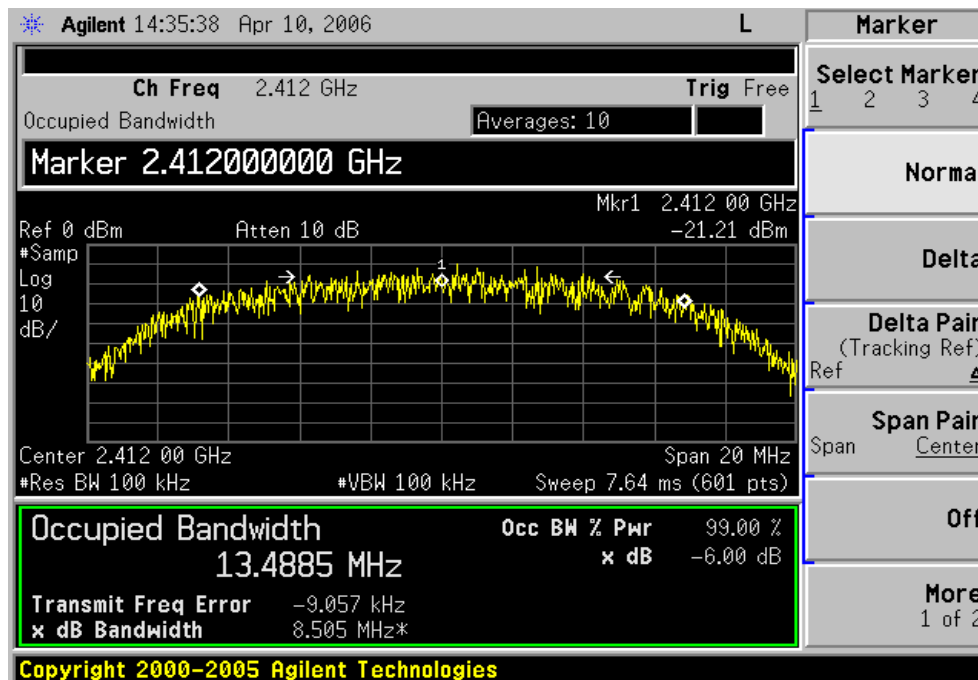 Agilent 14:35:38 Apr 10, 2006 L
Ch Freq 2.412 GHz Trig Free
Occupied Bandwidth Averages: 10
Marker 2.412000000 GHz
Mkr1 2.412 00 GHz
Ref 0 dBm Atten 10 dB -21.21 dBm
#Samp
Log
10
dB/
1
Center 2.412 00 GHz Span 20 MHz
#Res BW 100 kHz #VBW 100 kHz Sweep 7.64 ms (601 pts)
Occupied Bandwidth Occ BW % Pwr 99.00 %
13.4885 MHz x dB -6.00 dB
Transmit Freq Error -9.057 kHz
x dB Bandwidth 8.505 MHz*
Copyright 2000-2005 Agilent Technologies
Marker
Select Marker
1 2 3 4
Norma
Delta
Delta Pair
(Tracking Ref)
Ref Δ
Span Pair
Span Center
Off
More
1 of 2